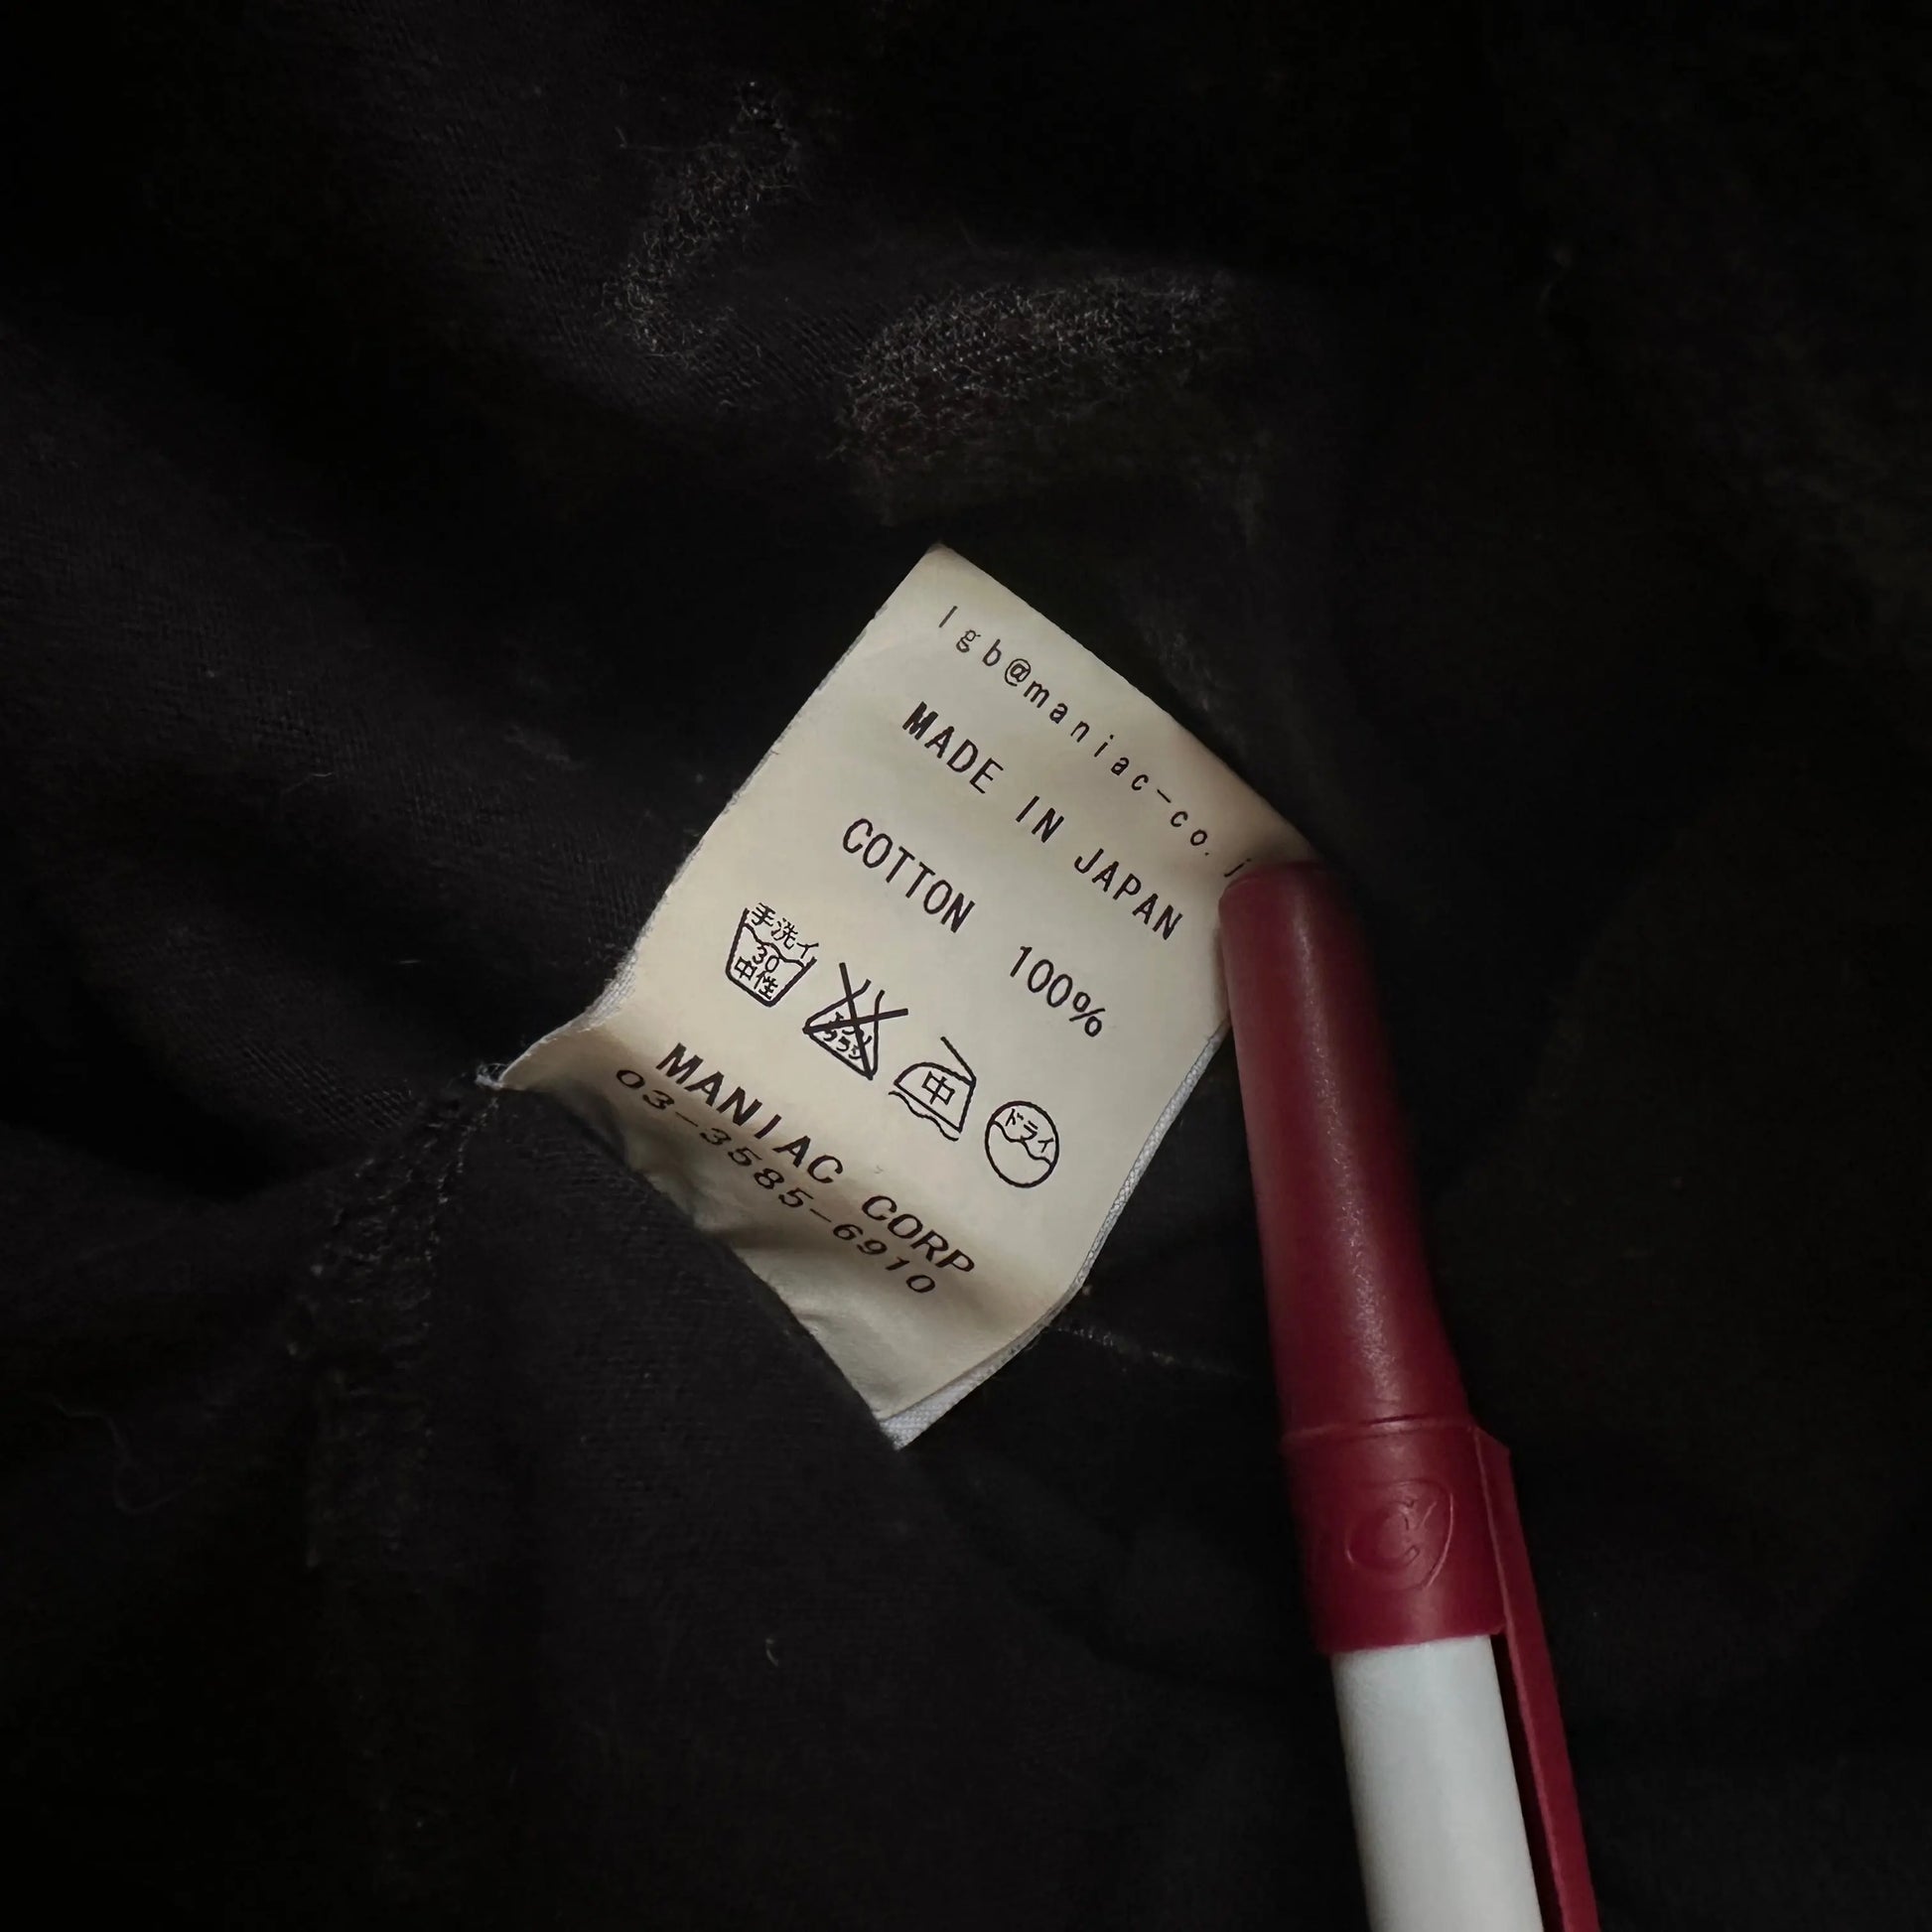 lgb@maniac-co.j
MADE IN JAPAN
COTTON 100%
手洗イ
30
中性
中
ドライ
MANIAC CORP
03-3585-6910
C